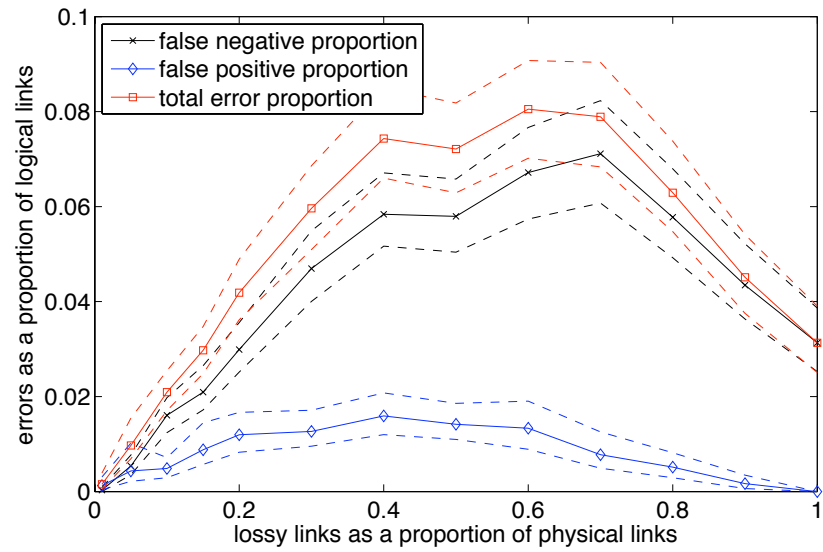 0.1
0.08
0.06
0.04
0.02
0
errors as a proportion of logical links
false negative proportion
false positive proportion
total error proportion
0 0.2 0.4 0.6 0.8 1
lossy links as a proportion of physical links